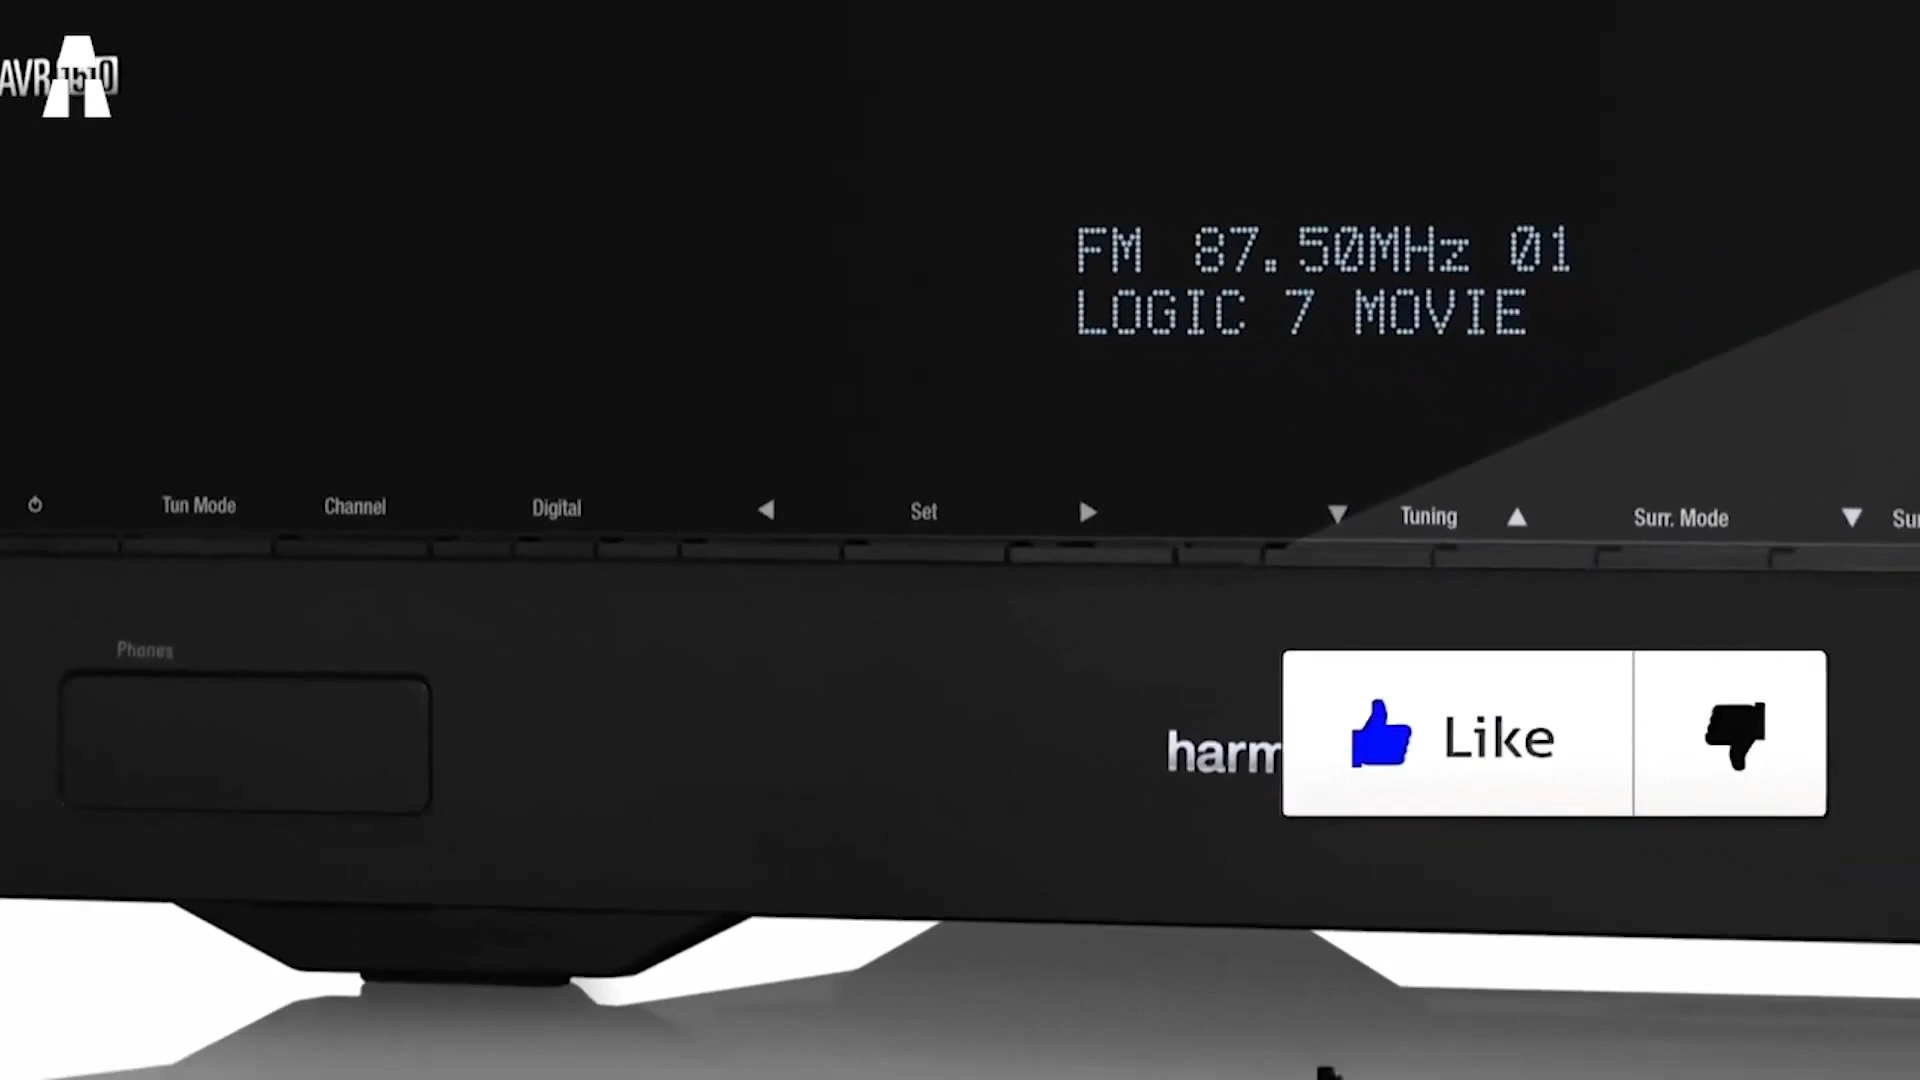 AVR 1510
FM 87.50MHz 01
LOGIC 7 MOVIE
Tun Mode Channel Digital Set Tuning Surr. Mode
Phones
harm
Like